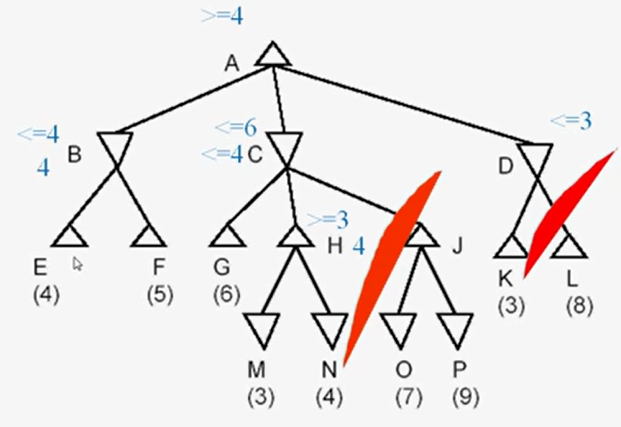 >=4
A
<=4
4
B
<=6
<=4
C
<=3
D
>=3
4
E
(4)
F
(5)
G
(6)
H
J
K
(3)
L
(8)
M
(3)
N
(4)
O
(7)
P
(9)